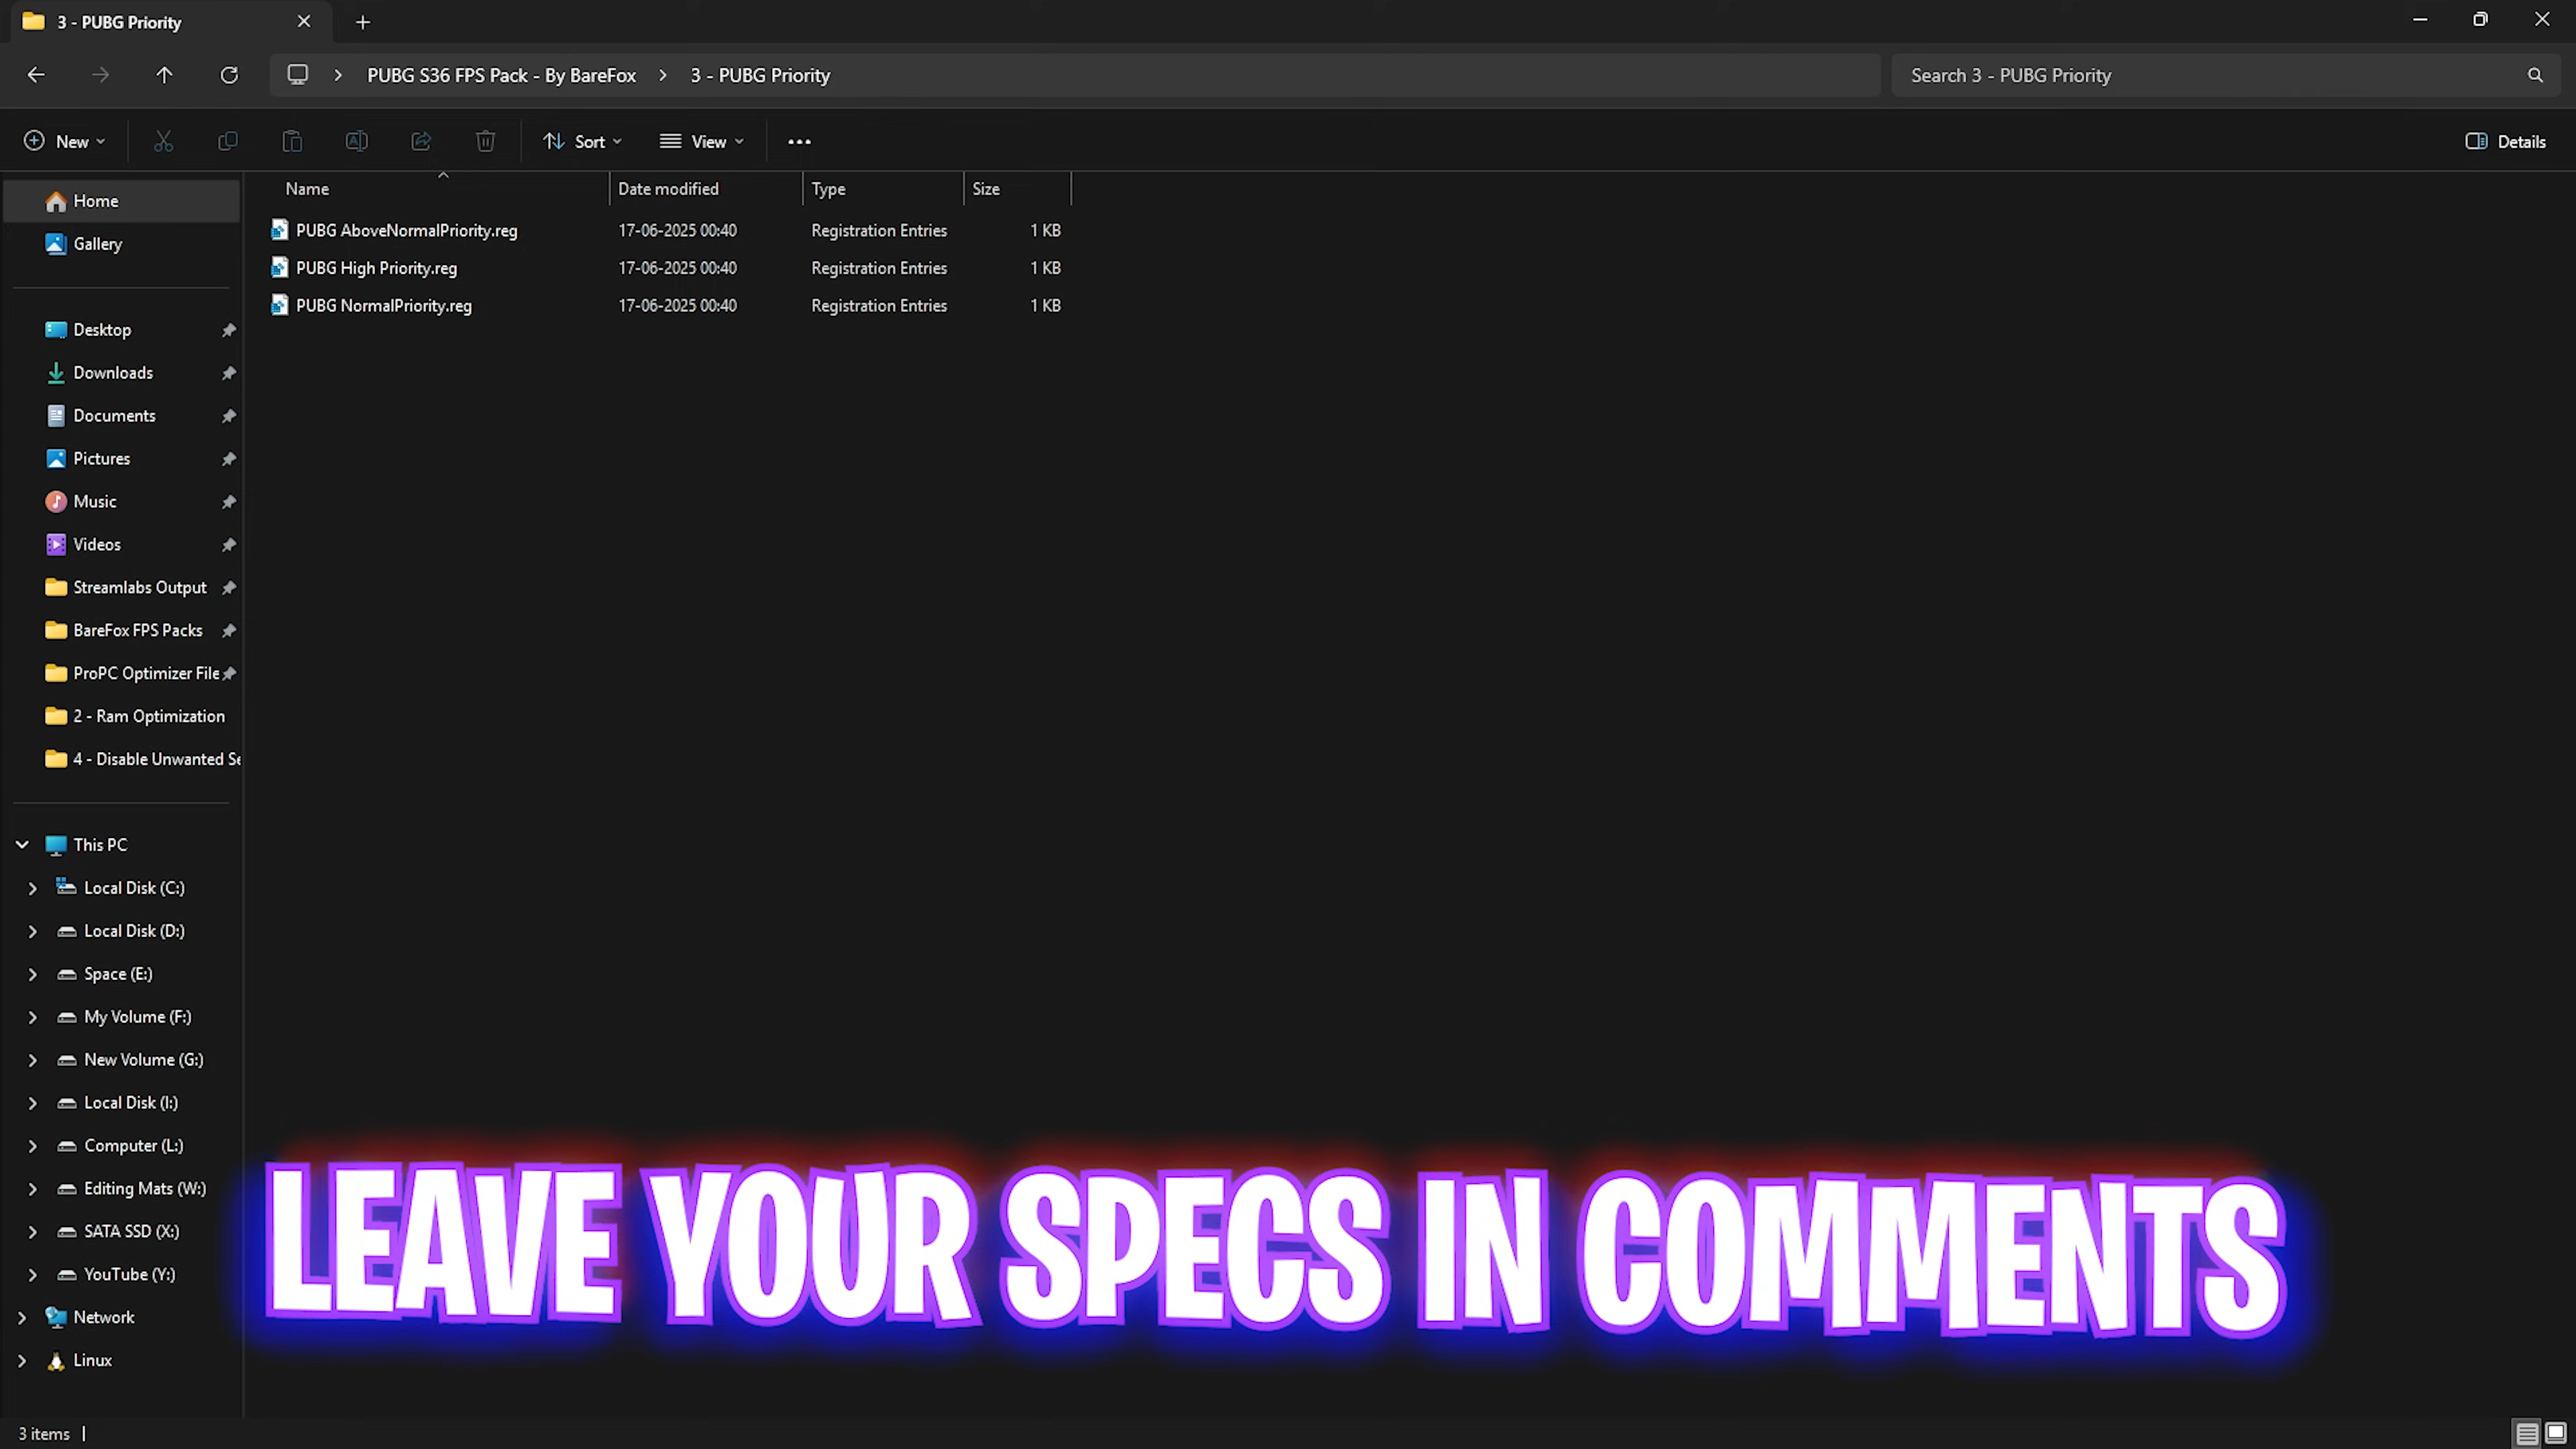 3 - PUBG Priority
PUBG S36 FPS Pack - By BareFox > 3 - PUBG Priority
Search 3 - PUBG Priority
New
Sort
View
Details
Name Date modified Type Size
PUBG AboveNormalPriority.reg 17-06-2025 00:40 Registration Entries 1 KB
PUBG High Priority.reg 17-06-2025 00:40 Registration Entries 1 KB
PUBG NormalPriority.reg 17-06-2025 00:40 Registration Entries 1 KB
Home
Gallery
Desktop
Downloads
Documents
Pictures
Music
Videos
Streamlabs Output
BareFox FPS Packs
ProPC Optimizer File
2 - Ram Optimization
4 - Disable Unwanted Se
This PC
Local Disk (C:)
Local Disk (D:)
Space (E:)
My Volume (F:)
New Volume (G:)
Local Disk (I:)
Computer (L:)
Editing Mats (W:)
SATA SSD (X:)
YouTube (Y:)
Network
Linux
LEAVE YOUR SPECS IN COMMENTS
3 items